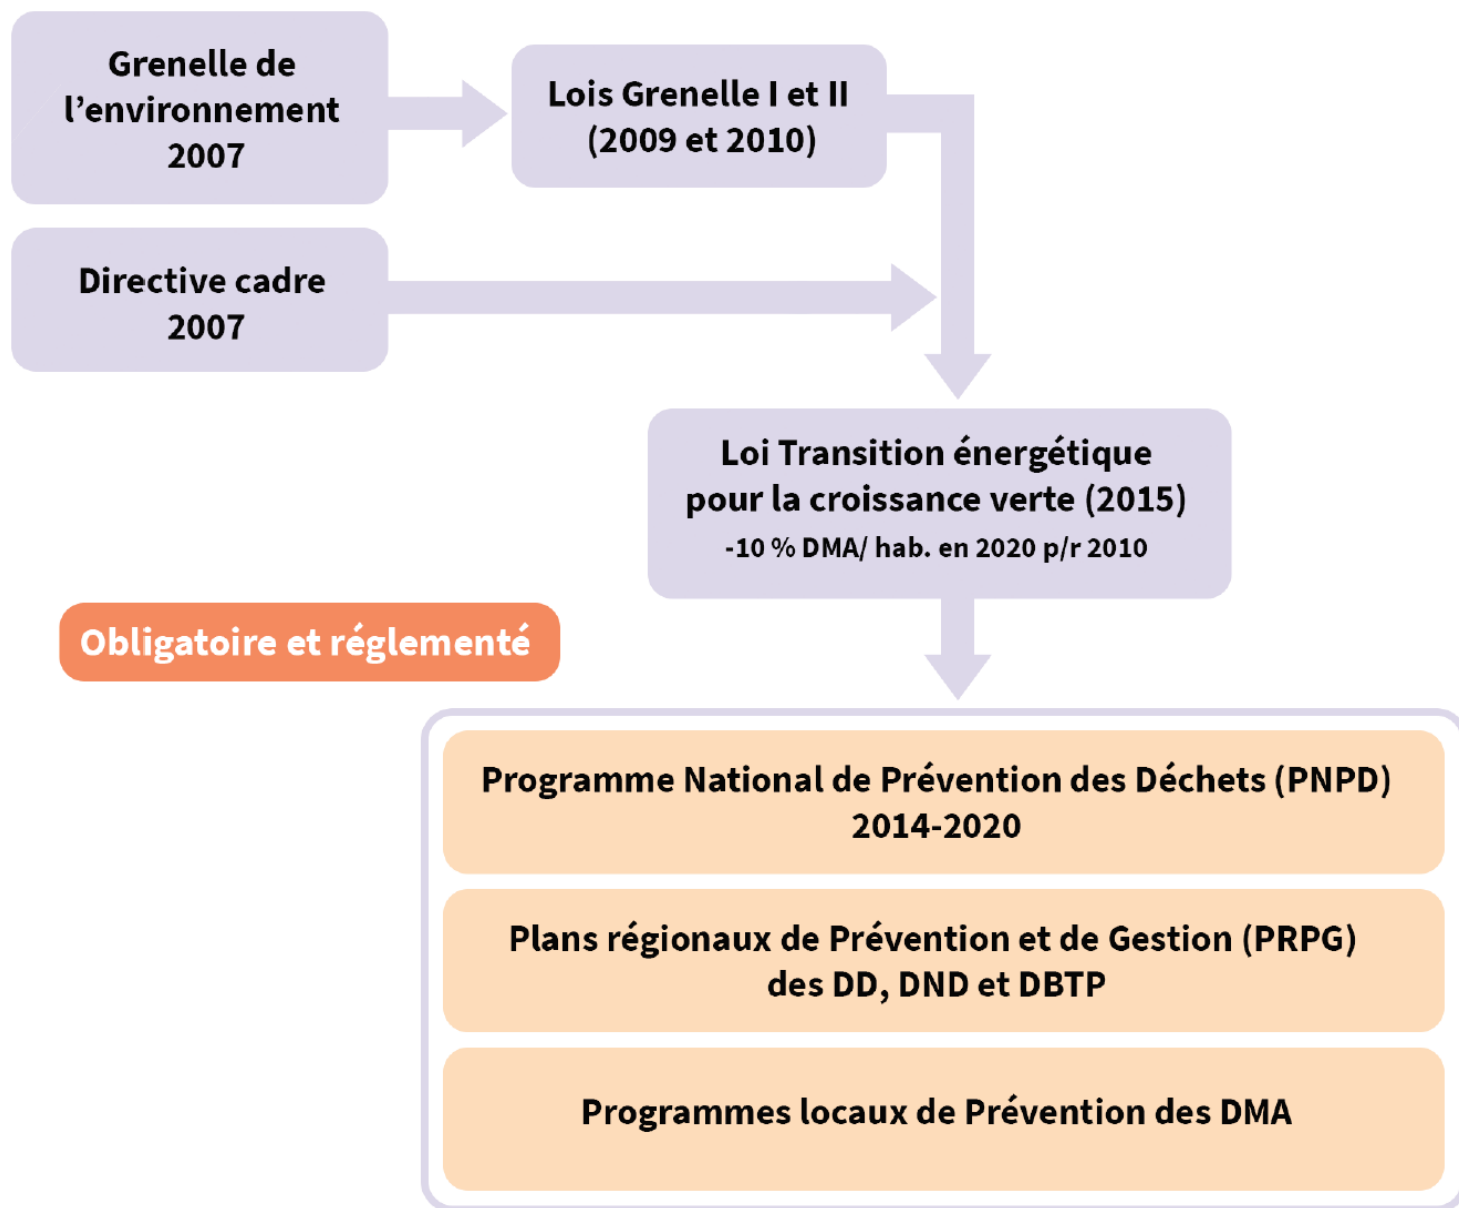 Grenelle de
l’environnement
2007
Lois Grenelle I et II
(2009 et 2010)
Directive cadre
2007
Loi Transition énergétique
pour la croissance verte (2015)
-10 % DMA/ hab. en 2020 p/r 2010
Obligatoire et réglementé
Programme National de Prévention des Déchets (PNPD)
2014-2020
Plans régionaux de Prévention et de Gestion (PRPG)
des DD, DND et DBTP
Programmes locaux de Prévention des DMA